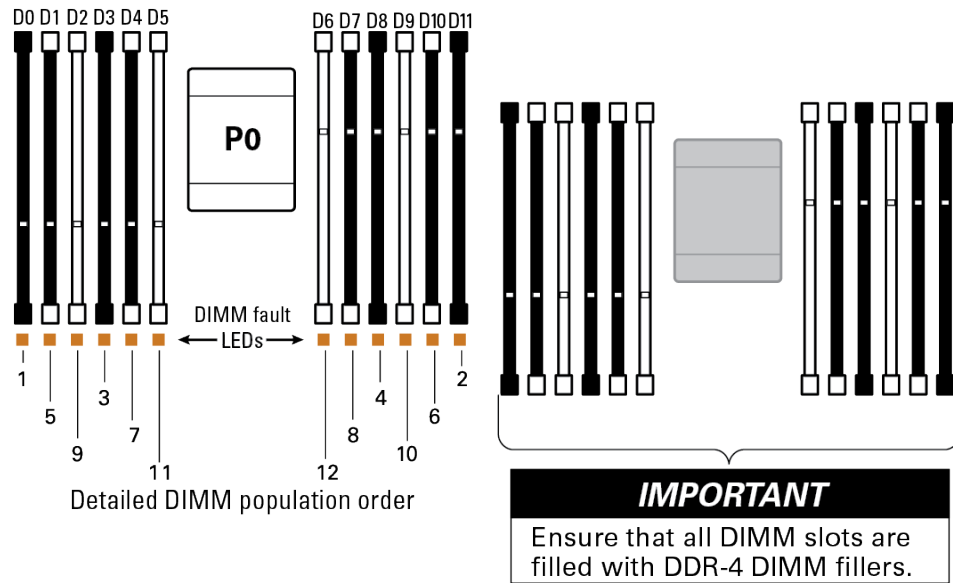 D0 D1 D2 D3 D4 D5
D6 D7 D8 D9 D10 D11
P0
DIMM fault
LEDs
1
5
9
3
7
11
12
8
4
10
6
2
Detailed DIMM population order
IMPORTANT
Ensure that all DIMM slots are
filled with DDR-4 DIMM fillers.